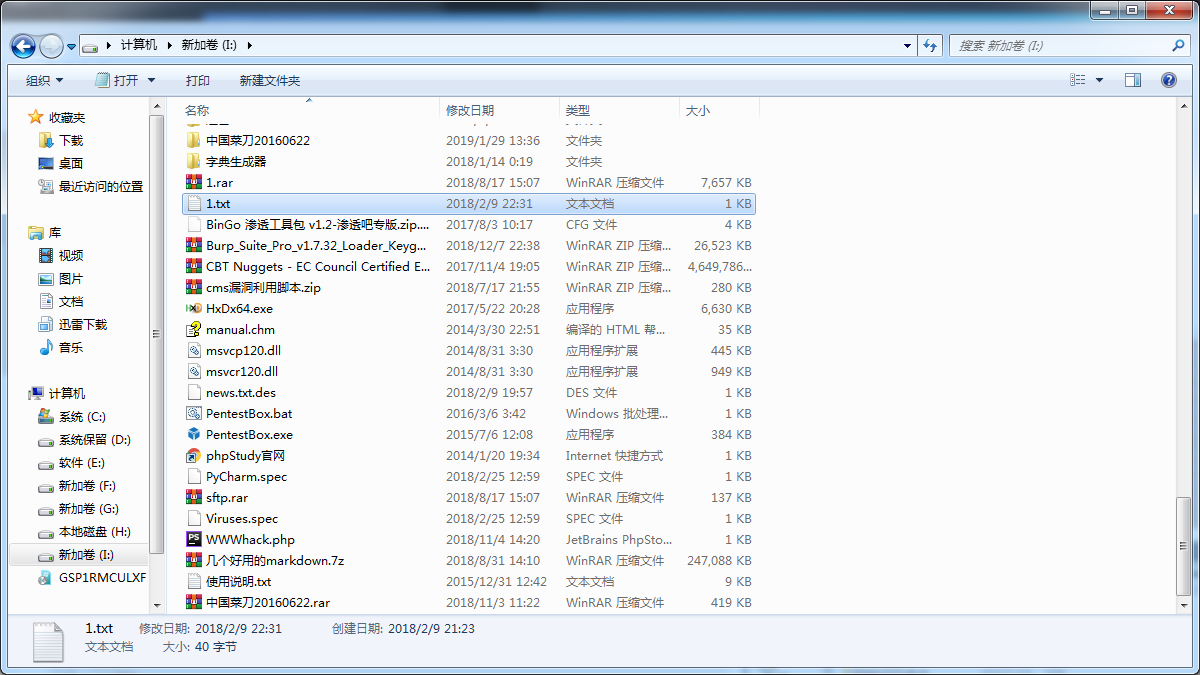 计算机 ▸ 新加卷 (I:) ▸
搜索 新加卷 (I:)
组织 打开 打印 新建文件夹
名称 修改日期 类型 大小
收藏夹
下载
桌面
最近访问的位置
库
视频
图片
文档
迅雷下载
音乐
计算机
系统 (C:)
系统保留 (D:)
软件 (E:)
新加卷 (F:)
新加卷 (G:)
本地磁盘 (H:)
新加卷 (I:)
GSP1RMCULXF
中国菜刀20160622 2019/1/29 13:36 文件夹
字典生成器 2018/1/14 0:19 文件夹
1.rar 2018/8/17 15:07 WinRAR 压缩文件 7,657 KB
1.txt 2018/2/9 22:31 文本文档 1 KB
BinGo 渗透工具包 v1.2-渗透吧专版.zip.... 2017/8/3 10:17 CFG 文件 4 KB
Burp_Suite_Pro_v1.7.32_Loader_Keyg... 2018/12/7 22:38 WinRAR ZIP 压缩... 26,523 KB
CBT Nuggets - EC Council Certified E... 2017/11/4 19:05 WinRAR ZIP 压缩... 4,649,786...
cms漏洞利用脚本.zip 2018/7/17 21:55 WinRAR ZIP 压缩... 280 KB
HxDx64.exe 2017/5/22 20:28 应用程序 6,630 KB
manual.chm 2014/3/30 22:51 编译的 HTML 帮... 35 KB
msvcp120.dll 2014/8/31 3:30 应用程序扩展 445 KB
msvcr120.dll 2014/8/31 3:30 应用程序扩展 949 KB
news.txt.des 2018/2/9 19:57 DES 文件 1 KB
PentestBox.bat 2016/3/6 3:42 Windows 批处理... 1 KB
PentestBox.exe 2015/7/6 12:08 应用程序 384 KB
phpStudy官网 2014/1/20 19:34 Internet 快捷方式 1 KB
PyCharm.spec 2018/2/25 12:59 SPEC 文件 1 KB
sftp.rar 2018/8/17 15:07 WinRAR 压缩文件 137 KB
Viruses.spec 2018/2/25 12:59 SPEC 文件 1 KB
WWWhack.php 2018/11/4 14:20 JetBrains PhpSto... 1 KB
几个好用的markdown.7z 2018/8/31 14:10 WinRAR 压缩文件 247,088 KB
使用说明.txt 2015/12/31 12:42 文本文档 9 KB
中国菜刀20160622.rar 2018/11/3 11:22 WinRAR 压缩文件 419 KB
1.txt 修改日期: 2018/2/9 22:31 创建日期: 2018/2/9 21:23
文本文档 大小: 40 字节